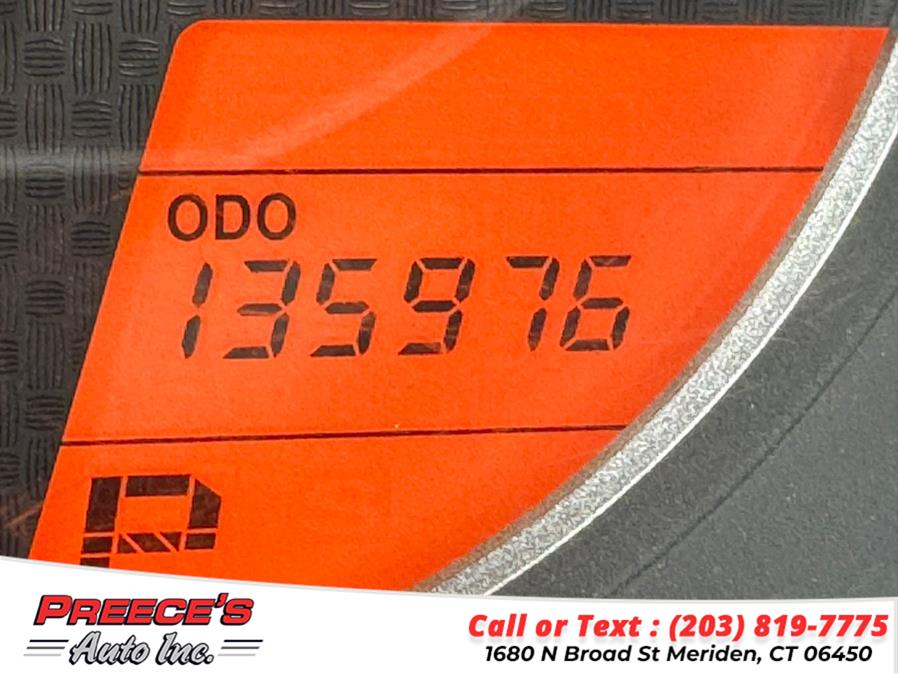 ODO
135976
P
PREECE'S
Auto Inc.
Call or Text : (203) 819-7775
1680 N Broad St Meriden, CT 06450